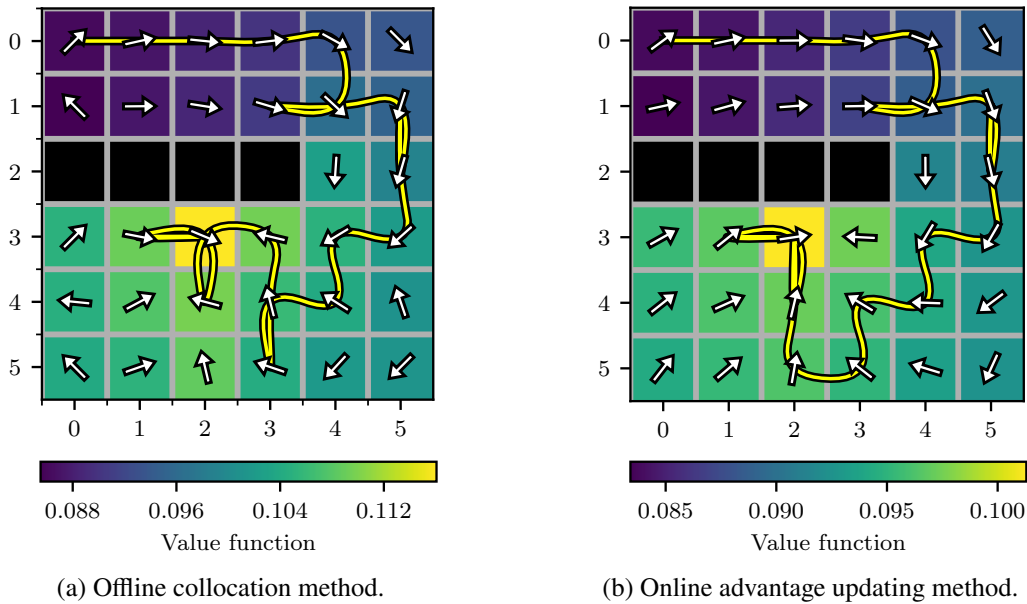 0
1
2
3
4
5
0 1 2 3 4 5
0.088 0.096 0.104 0.112
Value function
(a) Offline collocation method.
0
1
2
3
4
5
0 1 2 3 4 5
0.085 0.090 0.095 0.100
Value function
(b) Online advantage updating method.